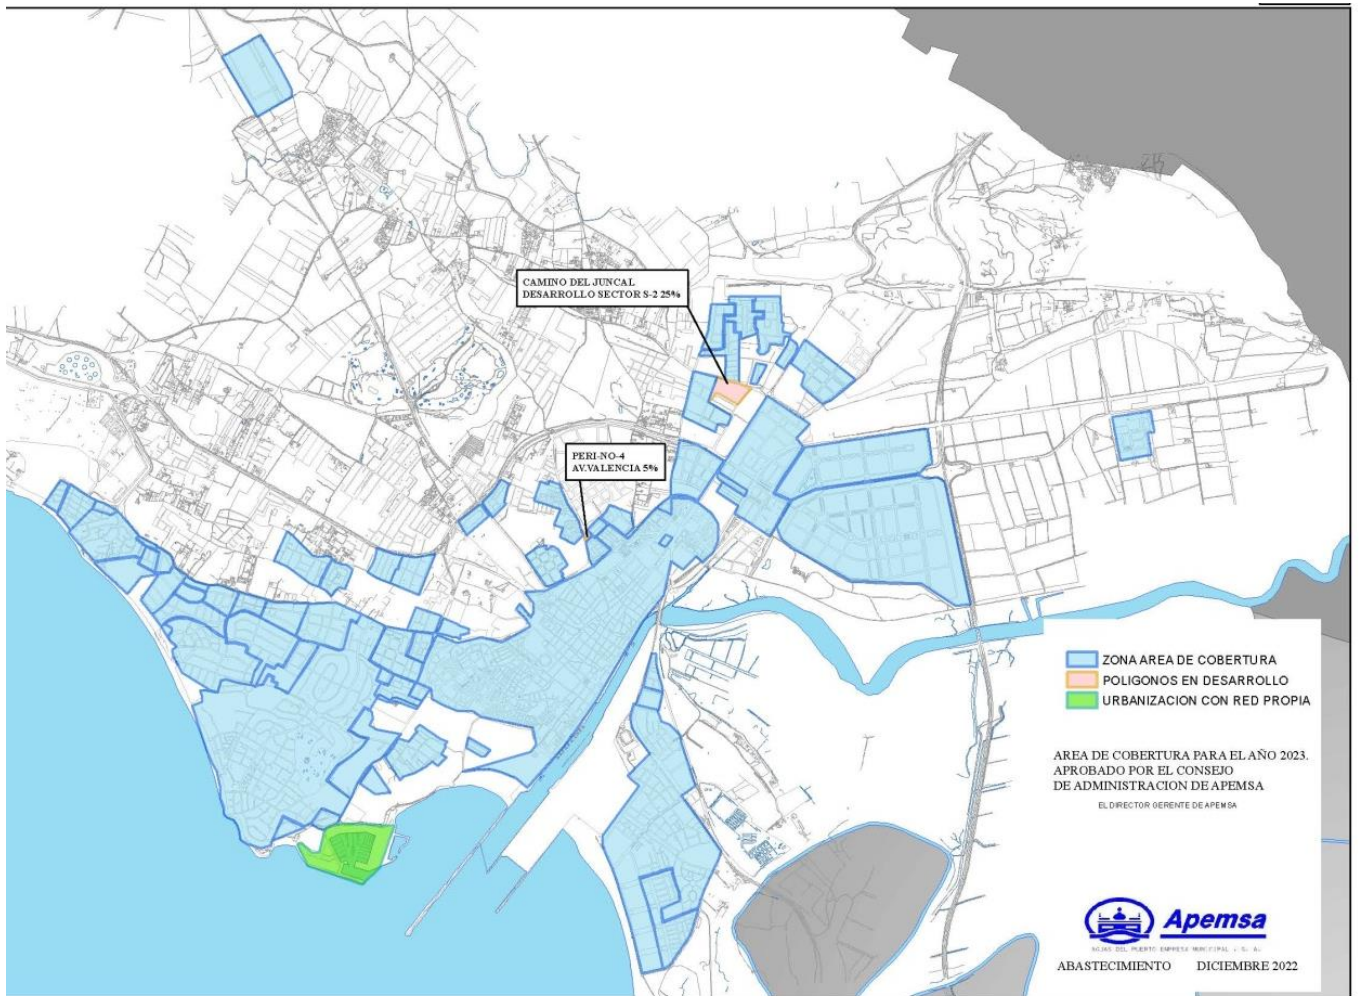 CAMINO DEL JUNCAL
DESARROLLO SECTOR S-2 25%
PERI-NO-4
AV.VALENCIA 5%
ZONA AREA DE COBERTURA
POLIGONOS EN DESARROLLO
URBANIZACION CON RED PROPIA
AREA DE COBERTURA PARA EL AÑO 2023.
APROBADO POR EL CONSEJO
DE ADMINISTRACION DE APEMSA
EL DIRECTOR GERENTE DE APEMSA
Apemsa
ABASTECIMIENTO DICIEMBRE 2022